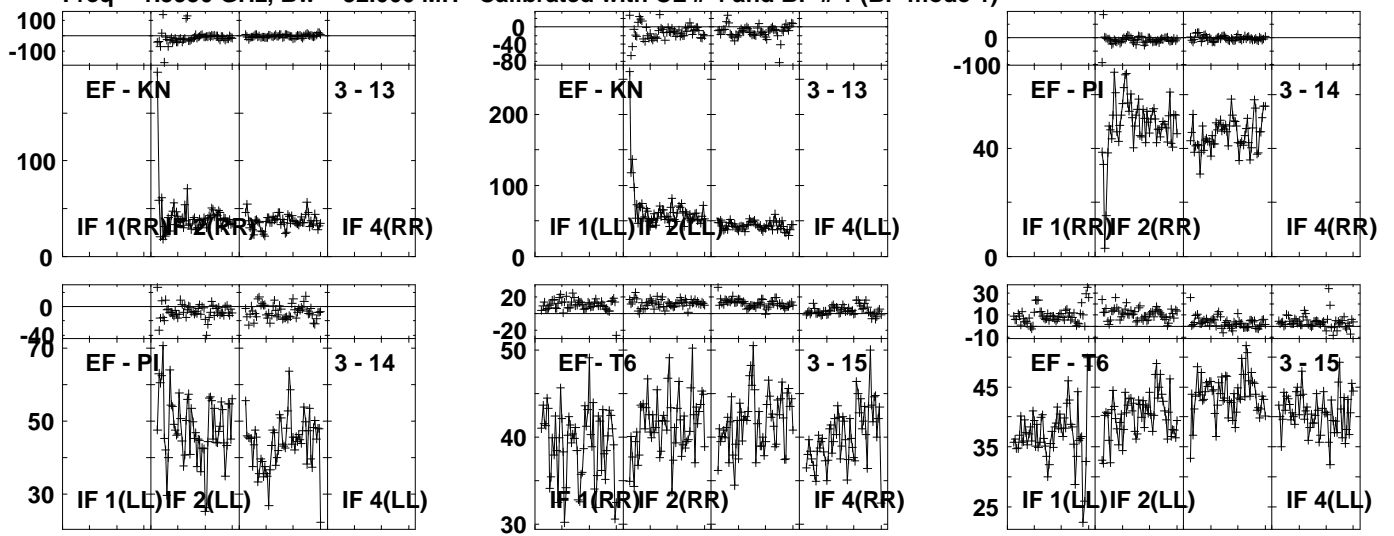 Calibrated with CL # 4 and BP # 1 (BP mode 1)
100
-100
EF - KN 3 - 13
100
IF 1(RR) IF 2(RR) IF 4(RR)
0
0
-40
-80
EF - KN 3 - 13
200
100
IF 1(LL) IF 2(LL) IF 4(LL)
0
0
-100
EF - PI 3 - 14
40
IF 1(RR) IF 2(RR) IF 4(RR)
0
0
-40
70
EF - PI 3 - 14
50
30
IF 1(LL) IF 2(LL) IF 4(LL)
20
-20
50
EF - T6 3 - 15
40
IF 1(RR) IF 2(RR) IF 4(RR)
30
30
10
-10
EF - T6 3 - 15
45
35
25
IF 1(LL) IF 2(LL) IF 4(LL)